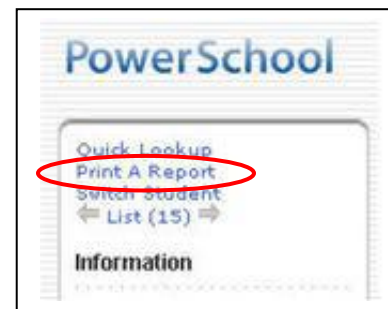 PowerSchool
Quick Lookup
Print A Report
Switch Student
⇐ List (15) ⇒
Information